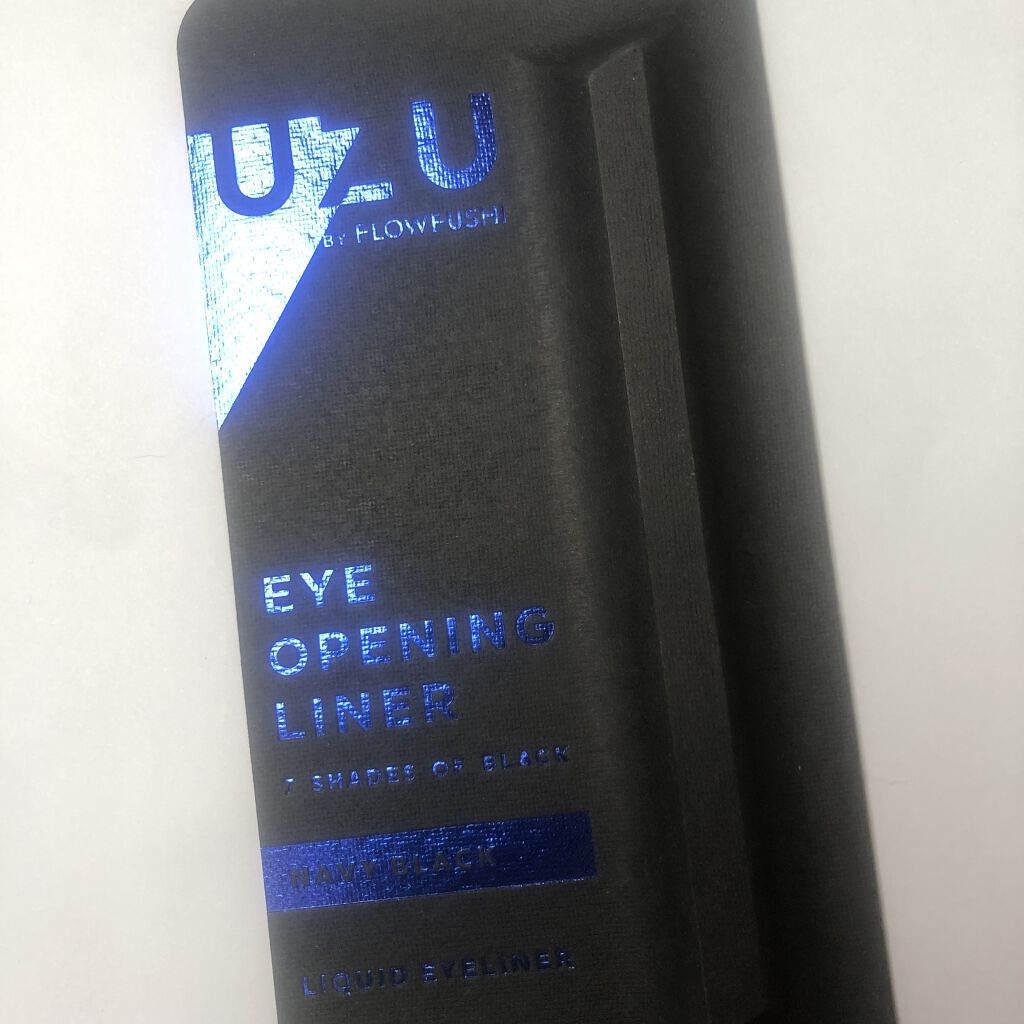 UZU
BY FLOWFUSHI
EYE
OPENING
LINER
7 SHADES OF BLACK
NAVY BLACK
LIQUID EYELINER